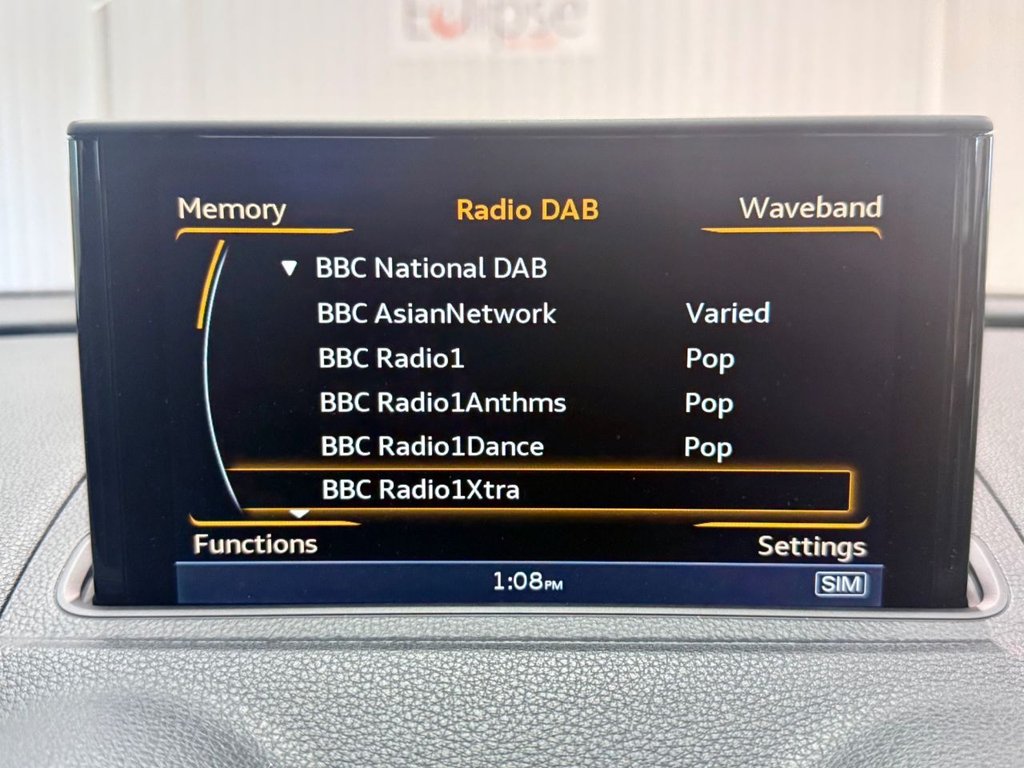 Memory Radio DAB Waveband
▼ BBC National DAB
BBC AsianNetwork Varied
BBC Radio1 Pop
BBC Radio1Anthms Pop
BBC Radio1Dance Pop
BBC Radio1Xtra
Functions Settings
1:08PM SIM